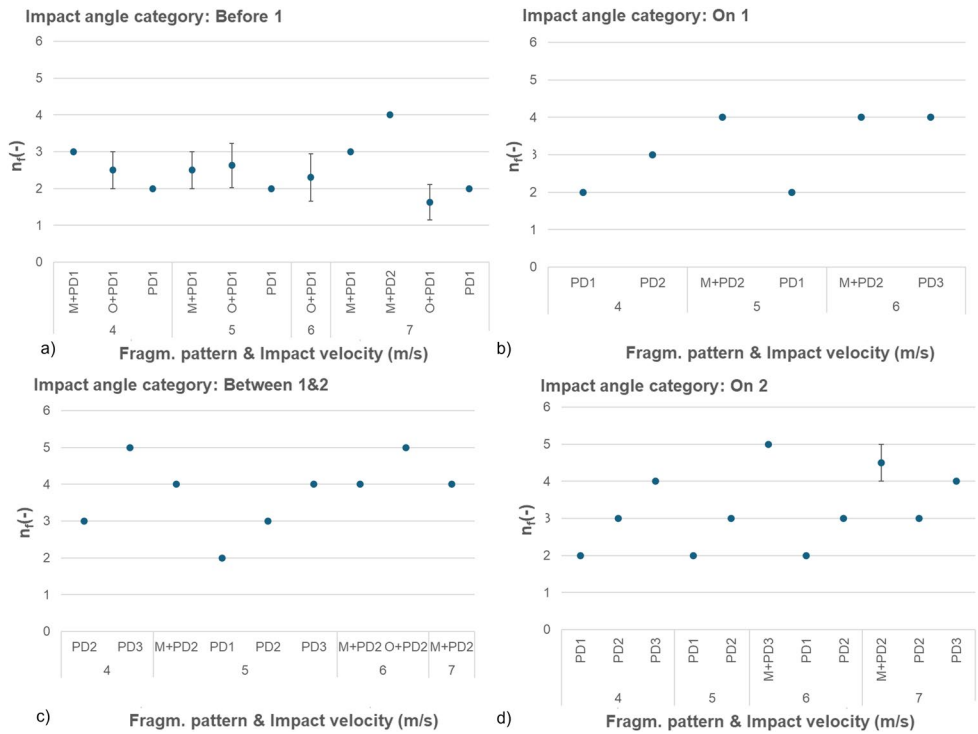 Impact angle category: Before 1
6
5
4
3
2
1
0
nf(-)
M+PD1 O+PD1 PD1 M+PD1 O+PD1 PD1 O+PD1 M+PD1 M+PD2 O+PD1 PD1
4 5 6 7
a)
Fragm. pattern & Impact velocity (m/s)
Impact angle category: On 1
6
5
4
3
2
1
0
nf(-)
PD1 PD2 M+PD2 PD1 M+PD2 PD3
4 5 6
b)
Fragm. pattern & Impact velocity (m/s)
Impact angle category: Between 1&2
6
5
4
3
2
1
0
nf(-)
PD2 PD3 M+PD2 PD1 PD2 PD3 M+PD2 O+PD2 M+PD2
4 5 6 7
c)
Fragm. pattern & Impact velocity (m/s)
Impact angle category: On 2
6
5
4
3
2
1
0
nf(-)
PD1 PD2 PD3 PD1 PD2 M+PD3 PD1 PD2 M+PD2 PD2 PD3
4 5 6 7
d)
Fragm. pattern & Impact velocity (m/s)